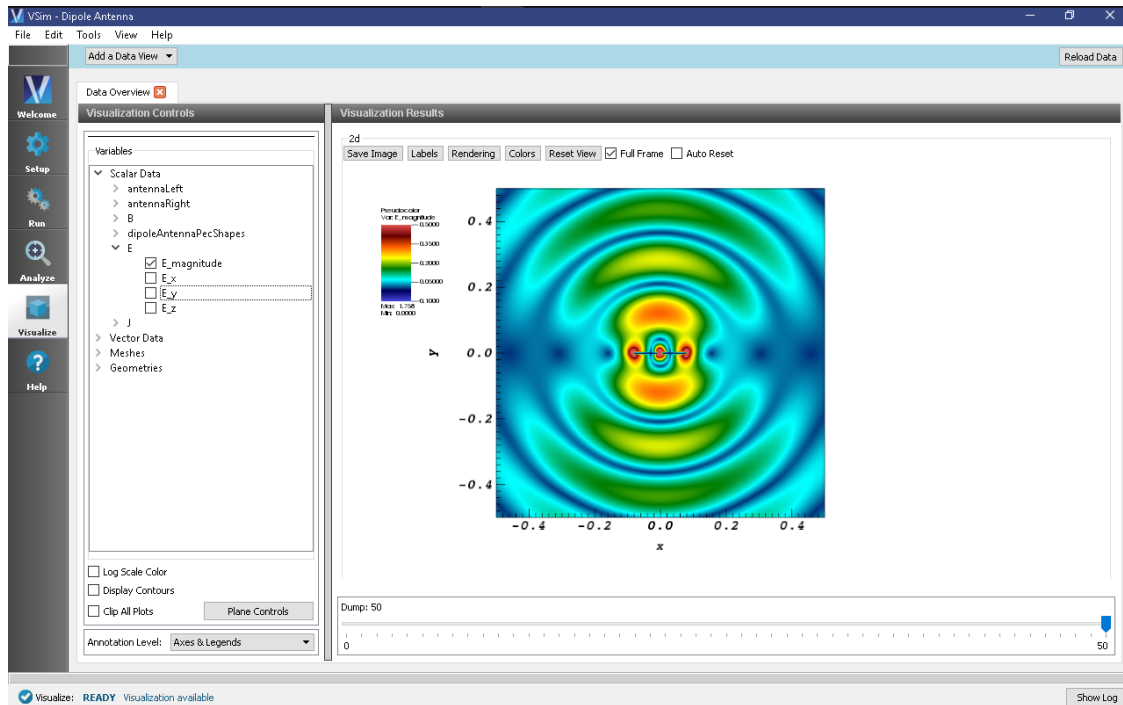 VSim - Dipole Antenna
File Edit Tools View Help
Add a Data View
Reload Data
Welcome
Setup
Run
Analyze
Visualize
Help
Data Overview
Visualization Controls
Variables
Scalar Data
antennaLeft
antennaRight
B
dipoleAntennaPecShapes
E
E_magnitude
E_x
E_y
E_z
J
Vector Data
Meshes
Geometries
Log Scale Color
Display Contours
Clip All Plots
Plane Controls
Annotation Level: Axes & Legends
Visualization Results
2d
Save Image Labels Rendering Colors Reset View Full Frame Auto Reset
Pseudocolor
Var: E_magnitude
0.5000
0.3500
0.2000
0.05000
-0.1000
Max: 1.758
Min: 0.0000
0.4
0.2
y 0.0
-0.2
-0.4
-0.4 -0.2 0.0 0.2 0.4
x
Dump: 50
0 50
Visualize: READY Visualization available
Show Log